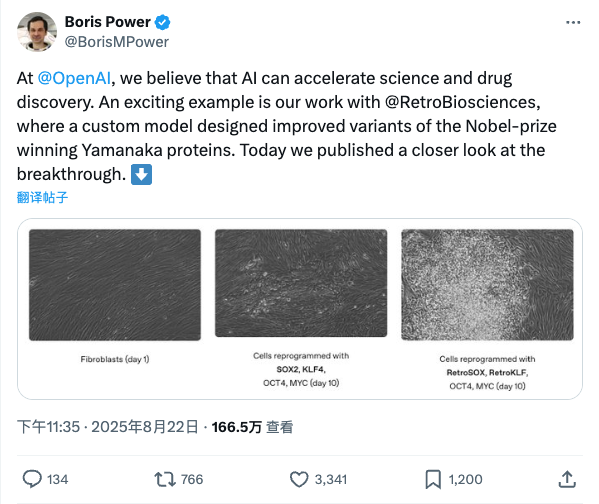 Boris Power
@BorisMPower
At @OpenAI, we believe that AI can accelerate science and drug
discovery. An exciting example is our work with @RetroBiosciences,
where a custom model designed improved variants of the Nobel-prize
winning Yamanaka proteins. Today we published a closer look at the
breakthrough. ⬇️
翻译帖子
Fibroblasts (day 1)
Cells reprogrammed with
SOX2, KLF4,
OCT4, MYC (day 10)
Cells reprogrammed with
RetroSOX, RetroKLF,
OCT4, MYC (day 10)
下午11:35 · 2025年8月22日 · 166.5万 查看
134 766 3,341 1,200